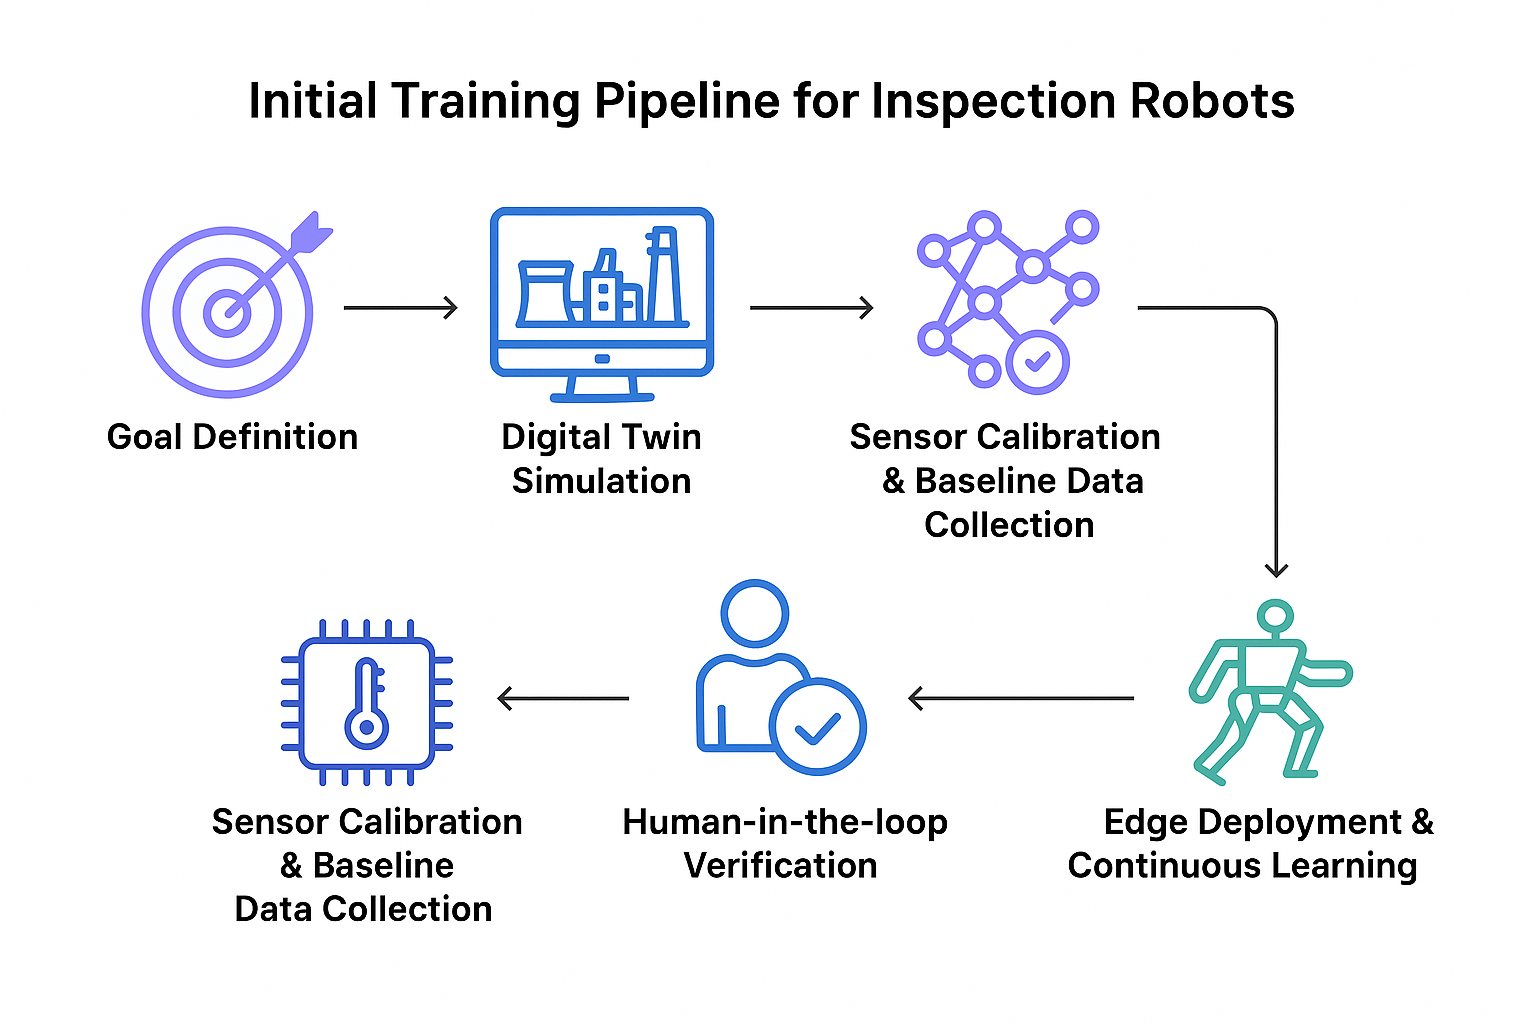 Initial Training Pipeline for Inspection Robots
Goal Definition
Digital Twin
Simulation
Sensor Calibration
& Baseline Data
Collection
Sensor Calibration
& Baseline
Data Collection
Human-in-the-loop
Verification
Edge Deployment &
Continuous Learning